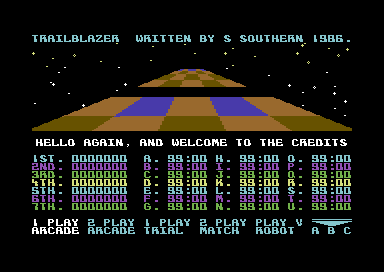 TRAILBLAZER WRITTEN BY S SOUTHERN 1986.
HELLO AGAIN, AND WELCOME TO THE CREDITS
1ST. 0000000 A. 99:00 H. 99:00 O. 99:00
2ND. 0000000 B. 99:00 I. 99:00 P. 99:00
3RD. 0000000 C. 99:00 J. 99:00 Q. 99:00
4TH. 0000000 D. 99:00 K. 99:00 R. 99:00
5TH. 0000000 E. 99:00 L. 99:00 S. 99:00
6TH. 0000000 F. 99:00 M. 99:00 T. 99:00
7TH. 0000000 G. 99:00 N. 99:00 U. 99:00
1 PLAY 2 PLAY 1 PLAY 2 PLAY PLAY V
ARCADE ARCADE TRIAL MATCH ROBOT A B C